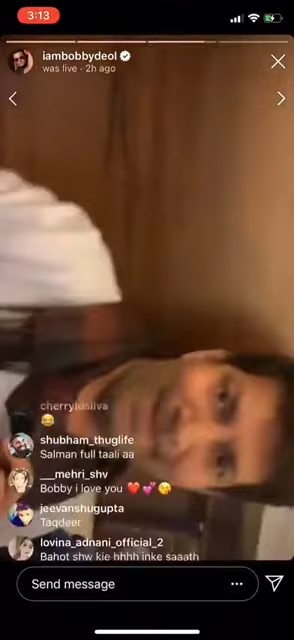 3:13
iambobbydeol
was live · 2h ago
cherrylusilva
😂
shubham_thuglife
Salman full taali aa
___mehri_shv
Bobby i love you ❤️💕😘
jeevanshugupta
Taqdeer
lovina_adnani_official_2
Bahot shw kie hhhh inke saaath
Send message